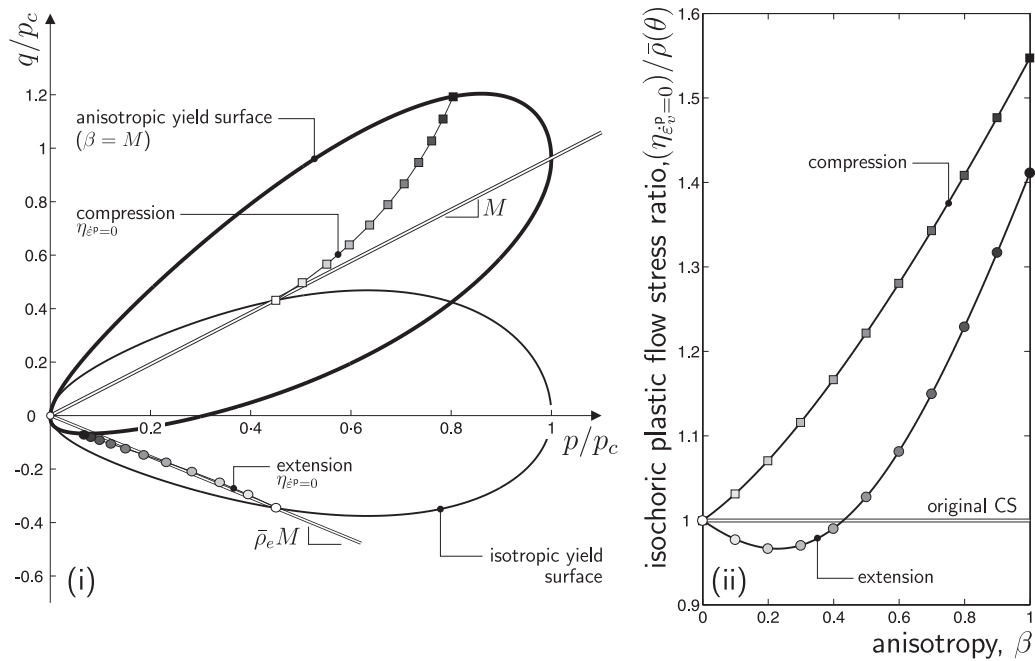 q/p_c
1.2
1
0.8
0.6
0.4
0.2
0
-0.2
-0.4
-0.6
0.2
0.4
0.6
0.8
1
p/p_c
anisotropic yield surface
(β = M)
compression
η_ε̇ᵖ=0
M
extension
η_ε̇ᵖ=0
ρ̄_e M
isotropic yield
surface
(i)
isochoric plastic flow stress ratio,(η_ε̇ᵥᵖ=0)/ρ̄(θ)
1.6
1.5
1.4
1.3
1.2
1.1
1
0.9
compression
original CS
extension
(ii)
0
0.2
0.4
0.6
0.8
1
anisotropy, β